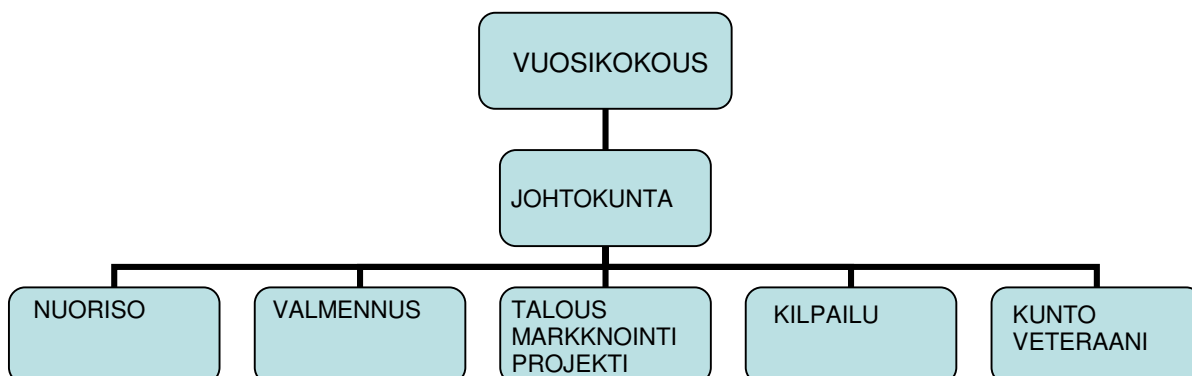 VUOSIKOKOUS
JOHTOKUNTA
NUORISO
VALMENNUS
TALOUS
MARKKNOINTI
PROJEKTI
KILPAILU
KUNTO
VETERAANI